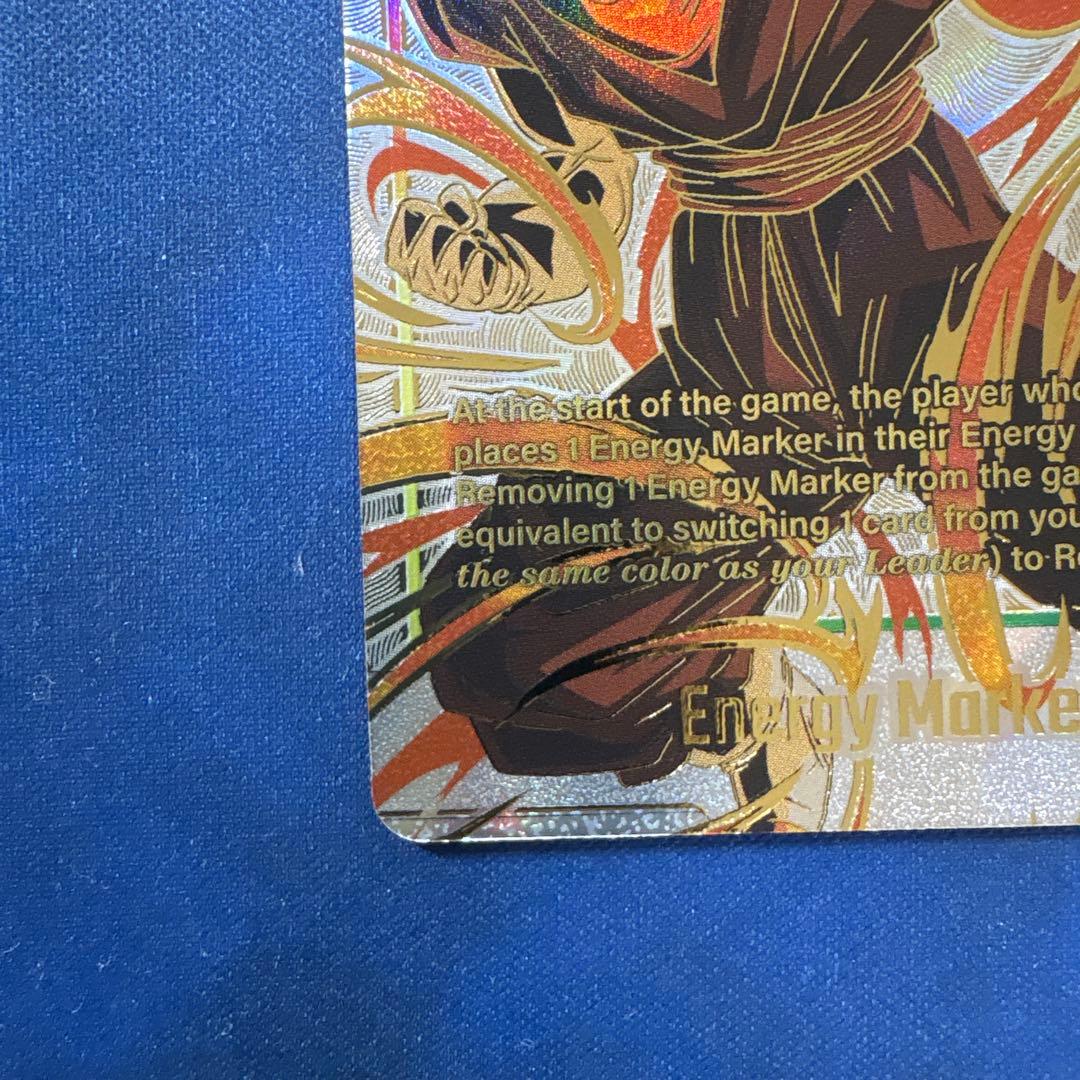 At the start of the game, the player who
places 1 Energy Marker in their Energy
Removing 1 Energy Marker from the ga
equivalent to switching 1 card from you
the same color as your Leader) to Re
Energy Marke